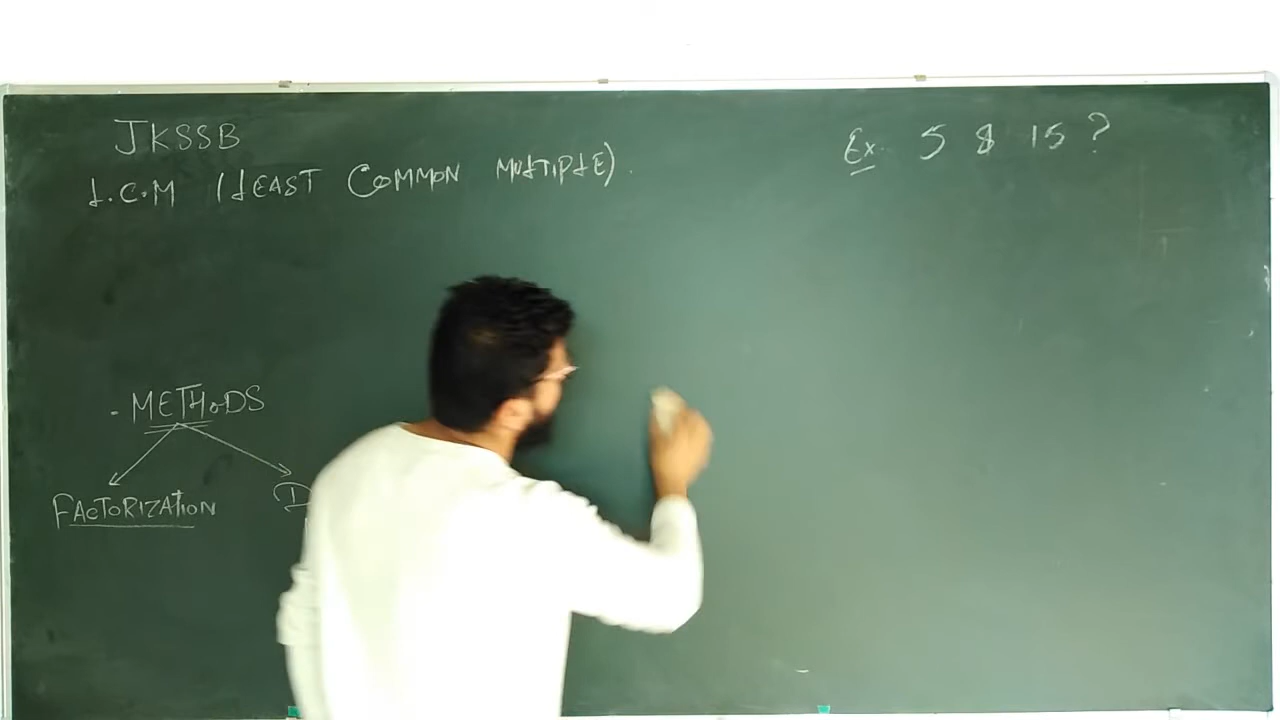 JKSSB
L.C.M (LEAST COMMON MULTIPLE).
Ex. 5 8 15 ?
. METHODS
FACTORIZATION
D